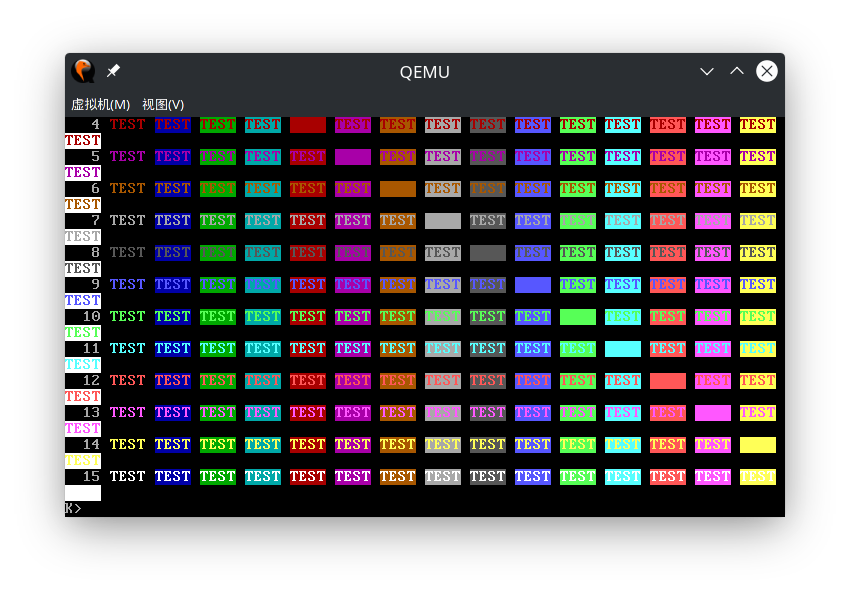 QEMU
虚拟机(M) 视图(V)
4 TEST TEST TEST TEST TEST TEST TEST TEST TEST TEST TEST TEST TEST TEST
TEST
5 TEST TEST TEST TEST TEST TEST TEST TEST TEST TEST TEST TEST TEST TEST
TEST
6 TEST TEST TEST TEST TEST TEST TEST TEST TEST TEST TEST TEST TEST TEST
TEST
7 TEST TEST TEST TEST TEST TEST TEST TEST TEST TEST TEST TEST TEST TEST
TEST
8 TEST TEST TEST TEST TEST TEST TEST TEST TEST TEST TEST TEST TEST TEST
TEST
9 TEST TEST TEST TEST TEST TEST TEST TEST TEST TEST TEST TEST TEST TEST
TEST
10 TEST TEST TEST TEST TEST TEST TEST TEST TEST TEST TEST TEST TEST TEST
TEST
11 TEST TEST TEST TEST TEST TEST TEST TEST TEST TEST TEST TEST TEST TEST
TEST
12 TEST TEST TEST TEST TEST TEST TEST TEST TEST TEST TEST TEST TEST TEST
TEST
13 TEST TEST TEST TEST TEST TEST TEST TEST TEST TEST TEST TEST TEST TEST
TEST
14 TEST TEST TEST TEST TEST TEST TEST TEST TEST TEST TEST TEST TEST TEST
TEST
15 TEST TEST TEST TEST TEST TEST TEST TEST TEST TEST TEST TEST TEST TEST TEST
K>